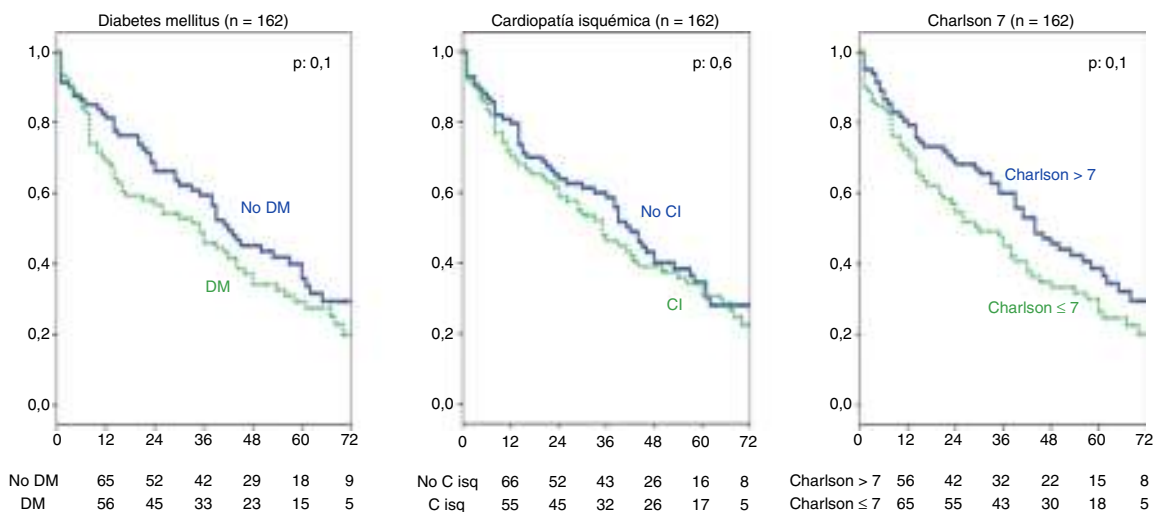 Diabetes mellitus (n = 162)
1,0
0,8
0,6
0,4
0,2
0,0
p: 0,1
No DM
DM
0 12 24 36 48 60 72
No DM 65 52 42 29 18 9
DM 56 45 33 23 15 5
Cardiopatía isquémica (n = 162)
1,0
0,8
0,6
0,4
0,2
0,0
p: 0,6
No CI
CI
0 12 24 36 48 60 72
No C isq 66 52 43 26 16 8
C isq 55 45 32 26 17 5
Charlson 7 (n = 162)
1,0
0,8
0,6
0,4
0,2
0,0
p: 0,1
Charlson > 7
Charlson ≤ 7
0 12 24 36 48 60 72
Charlson > 7 56 42 32 22 15 8
Charlson ≤ 7 65 55 43 30 18 5